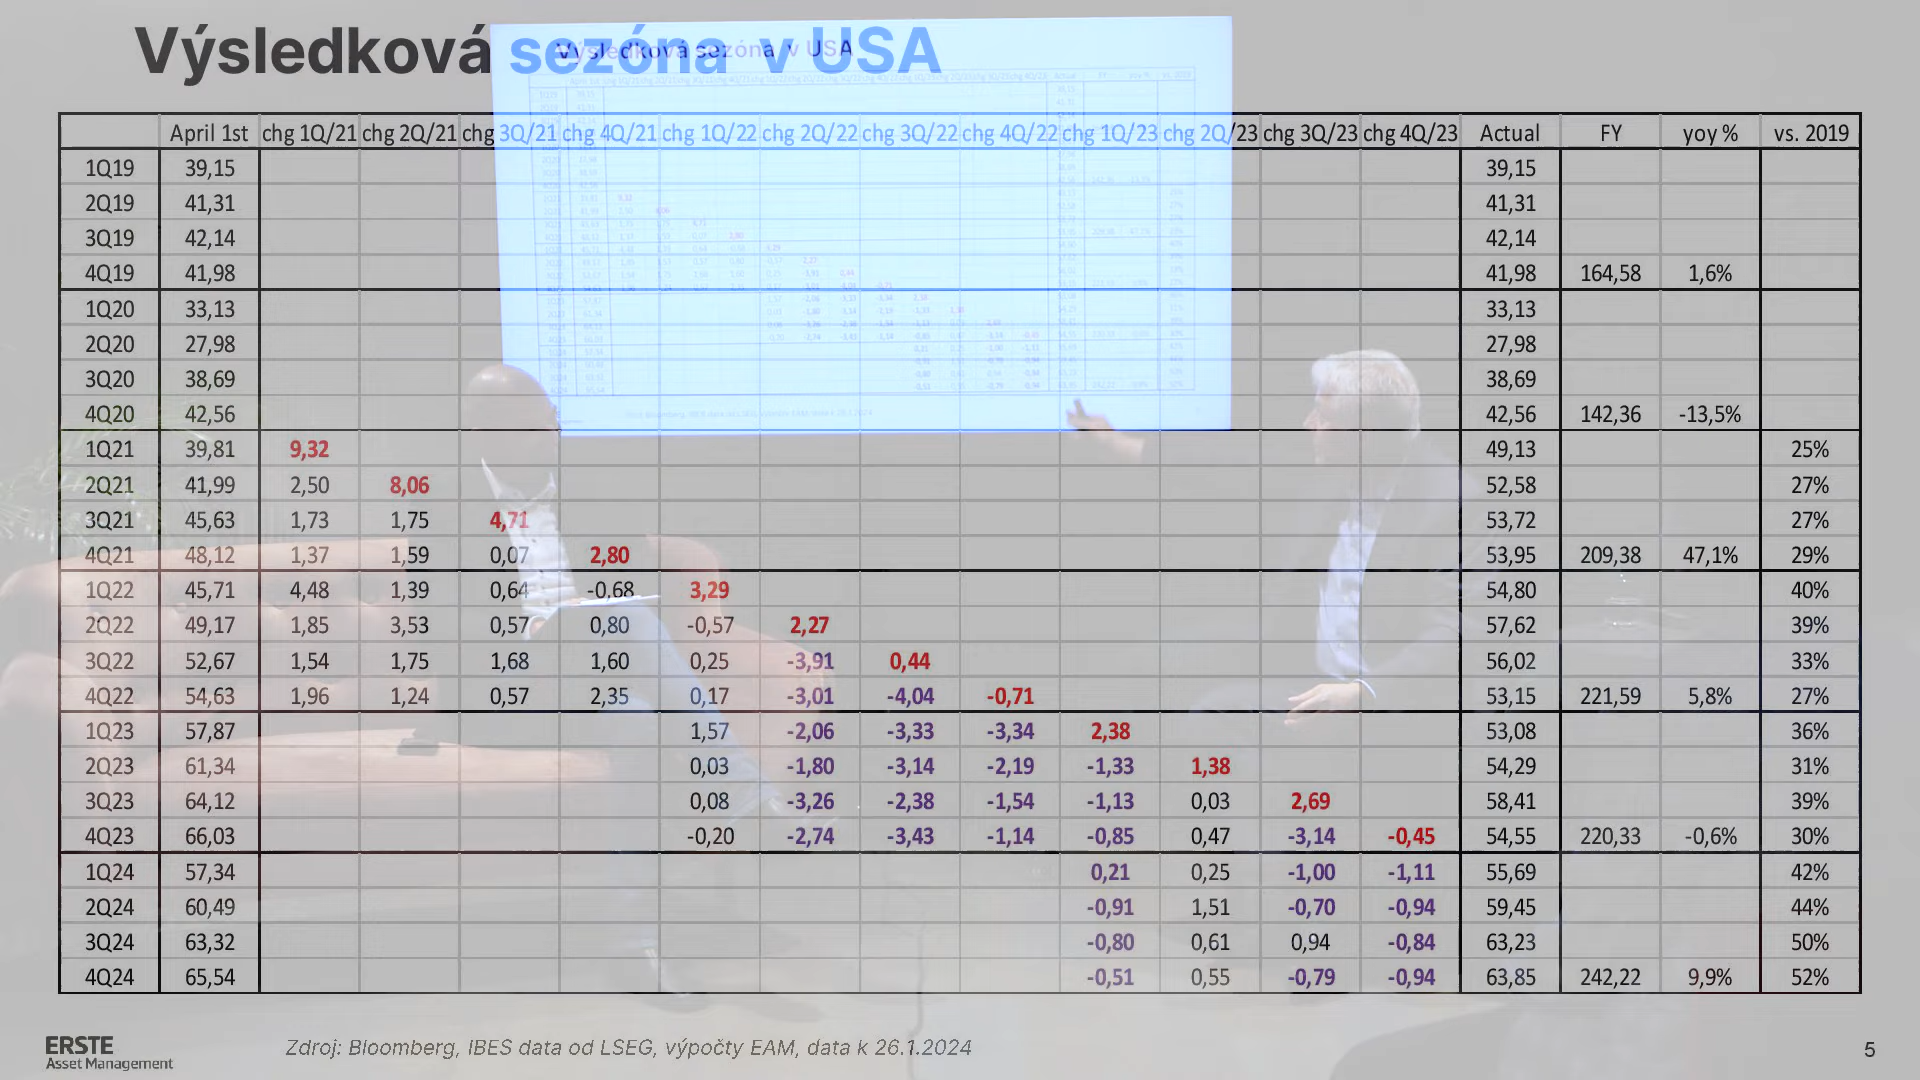 Výsledková sezóna v USA
April 1st chg 1Q/21 chg 2Q/21 chg 3Q/21 chg 4Q/21 chg 1Q/22 chg 2Q/22 chg 3Q/22 chg 4Q/22 chg 1Q/23 chg 2Q/23 chg 3Q/23 chg 4Q/23 Actual FY yoy % vs. 2019
1Q19 39,15 39,15
2Q19 41,31 41,31
3Q19 42,14 42,14
4Q19 41,98 41,98 164,58 1,6%
1Q20 33,13 33,13
2Q20 27,98 27,98
3Q20 38,69 38,69
4Q20 42,56 42,56 142,36 -13,5%
1Q21 39,81 9,32 49,13 25%
2Q21 41,99 2,50 8,06 52,58 27%
3Q21 45,63 1,73 1,75 4,71 53,72 27%
4Q21 48,12 1,37 1,59 0,07 2,80 53,95 209,38 47,1% 29%
1Q22 45,71 4,48 1,39 0,64 -0,68 3,29 54,80 40%
2Q22 49,17 1,85 3,53 0,57 0,80 -0,57 2,27 57,62 39%
3Q22 52,67 1,54 1,75 1,68 1,60 0,25 -3,91 0,44 56,02 33%
4Q22 54,63 1,96 1,24 0,57 2,35 0,17 -3,01 -4,04 -0,71 53,15 221,59 5,8% 27%
1Q23 57,87 1,57 -2,06 -3,33 -3,34 2,38 53,08 36%
2Q23 61,34 0,03 -1,80 -3,14 -2,19 -1,33 1,38 54,29 31%
3Q23 64,12 0,08 -3,26 -2,38 -1,54 -1,13 0,03 2,69 58,41 39%
4Q23 66,03 -0,20 -2,74 -3,43 -1,14 -0,85 0,47 -3,14 -0,45 54,55 220,33 -0,6% 30%
1Q24 57,34 0,21 0,25 -1,00 -1,11 55,69 42%
2Q24 60,49 -0,91 1,51 -0,70 -0,94 59,45 44%
3Q24 63,32 -0,80 0,61 0,94 -0,84 63,23 50%
4Q24 65,54 -0,51 0,55 -0,79 -0,94 63,85 242,22 9,9% 52%
ERSTE
Asset Management
Zdroj: Bloomberg, IBES data od LSEG, výpočty EAM, data k 26.1.2024
5
Výsledková sezóna v USA